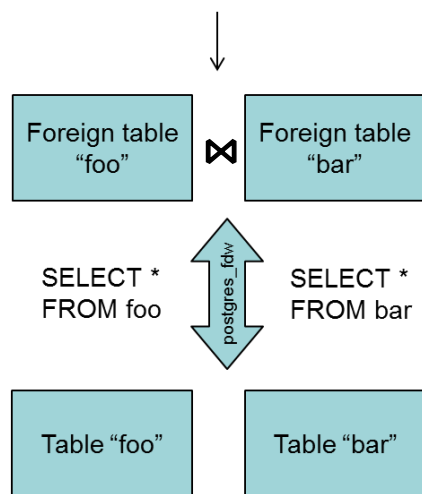 Foreign table
“foo”
Foreign table
“bar”
SELECT *
FROM foo
postgres_fdw
SELECT *
FROM bar
Table “foo”
Table “bar”